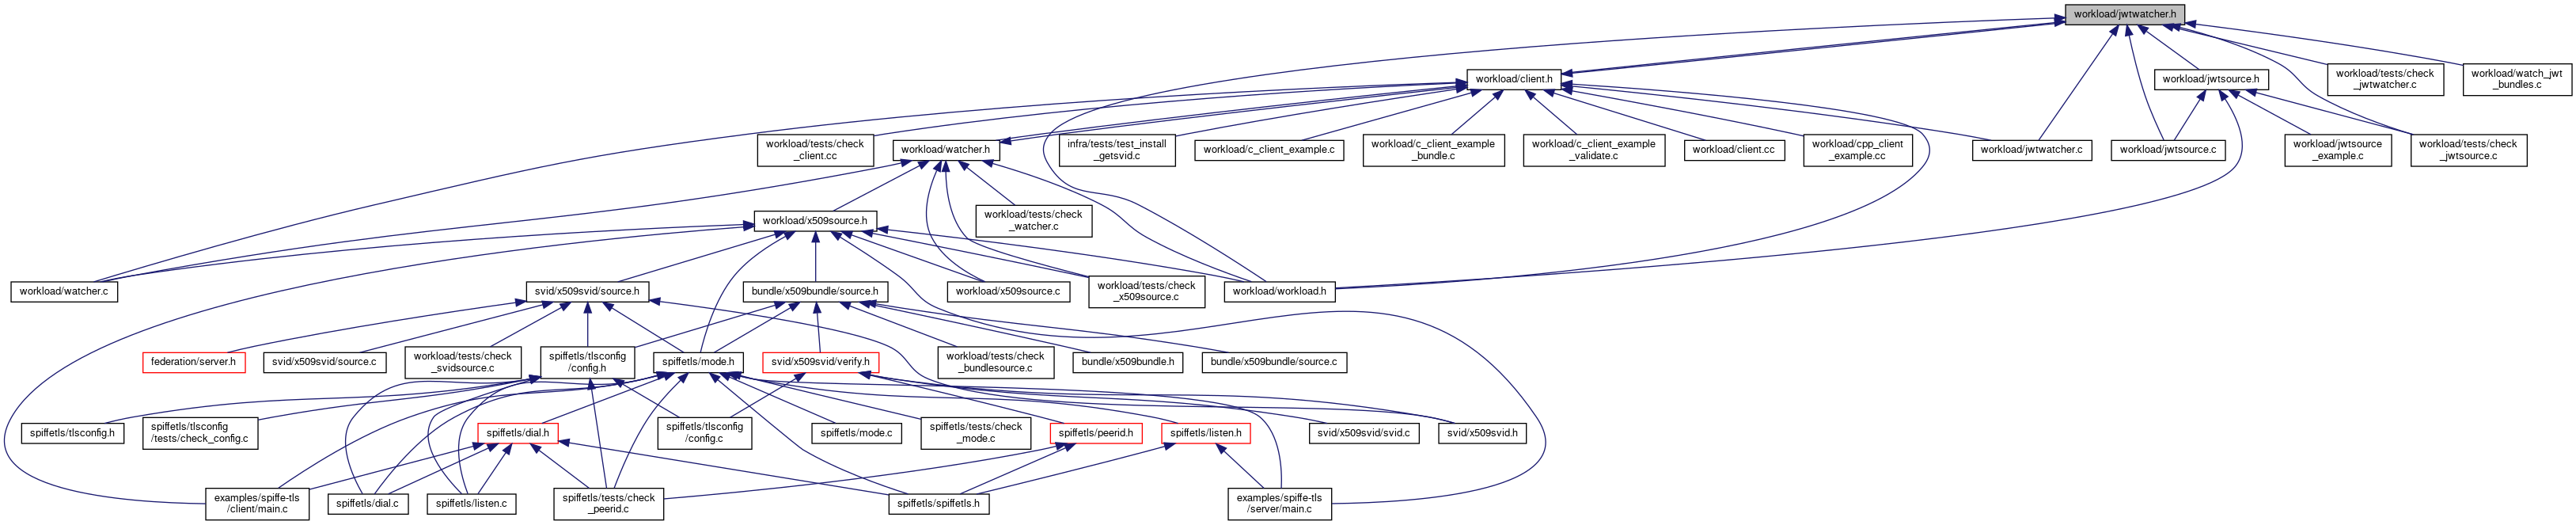 workload/jwtwatcher.h
workload/client.h
workload/jwtsource.h
workload/tests/check
_jwtwatcher.c
workload/watch_jwt
_bundles.c
workload/tests/check
_client.cc
workload/watcher.h
infra/tests/test_install
_getsvid.c
workload/c_client_example.c
workload/c_client_example
_bundle.c
workload/c_client_example
_validate.c
workload/client.cc
workload/cpp_client
_example.cc
workload/jwtwatcher.c
workload/jwtsource.c
workload/jwtsource
_example.c
workload/tests/check
_jwtsource.c
workload/x509source.h
workload/tests/check
_watcher.c
workload/watcher.c
svid/x509svid/source.h
bundle/x509bundle/source.h
workload/x509source.c
workload/tests/check
_x509source.c
workload/workload.h
federation/server.h
svid/x509svid/source.c
workload/tests/check
_svidsource.c
spiffetls/tlsconfig
/config.h
spiffetls/mode.h
svid/x509svid/verify.h
workload/tests/check
_bundlesource.c
bundle/x509bundle.h
bundle/x509bundle/source.c
spiffetls/tlsconfig.h
spiffetls/tlsconfig
/tests/check_config.c
spiffetls/dial.h
spiffetls/tlsconfig
/config.c
spiffetls/mode.c
spiffetls/tests/check
_mode.c
spiffetls/peerid.h
spiffetls/listen.h
svid/x509svid/svid.c
svid/x509svid.h
examples/spiffe-tls
/client/main.c
spiffetls/dial.c
spiffetls/listen.c
spiffetls/tests/check
_peerid.c
spiffetls/spiffetls.h
examples/spiffe-tls
/server/main.c